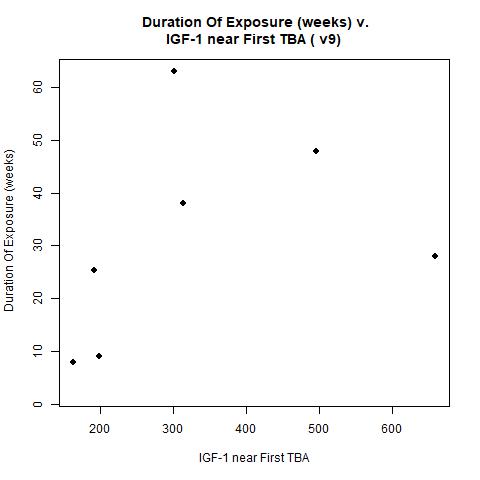 Duration Of Exposure (weeks) v.
IGF-1 near First TBA ( v9)
Duration Of Exposure (weeks)
60
50
40
30
20
10
0
200 300 400 500 600
IGF-1 near First TBA